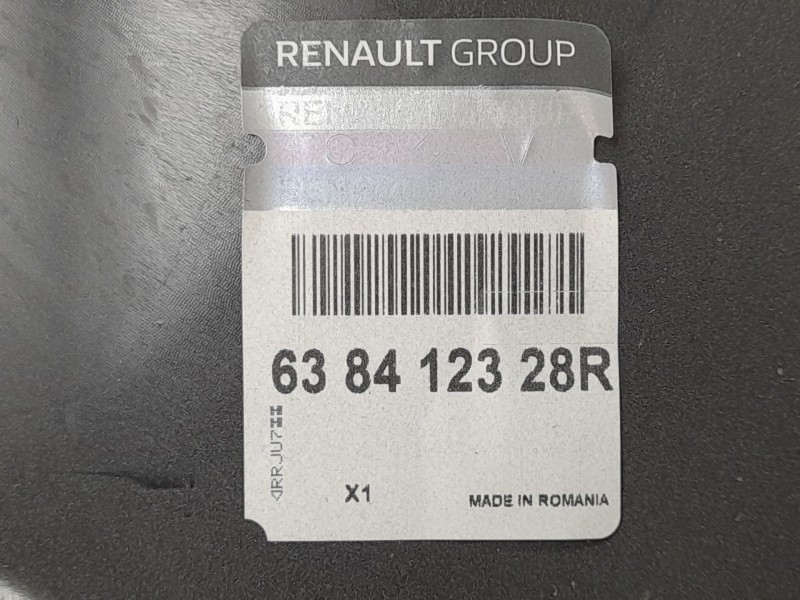 RENAULT GROUP
63 84 123 28R
X1
MADE IN ROMANIA